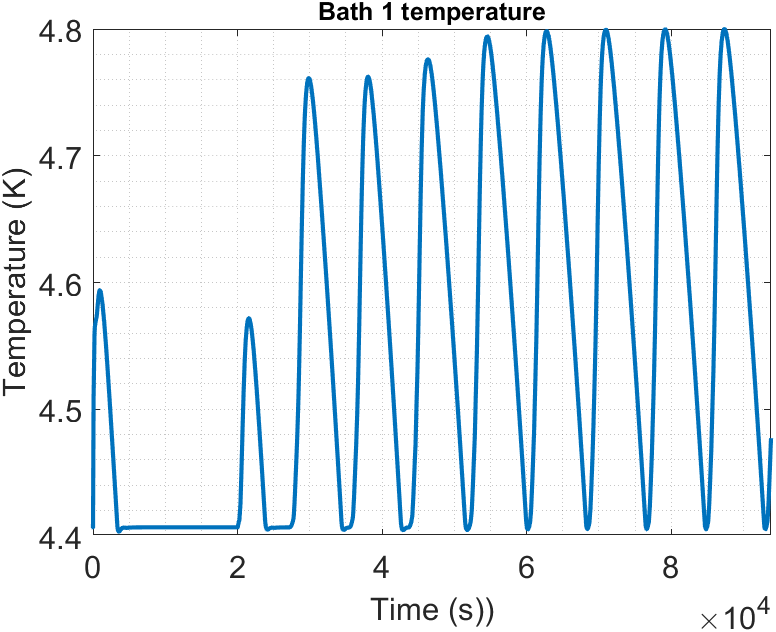 Bath 1 temperature
Temperature (K)
4.8
4.7
4.6
4.5
4.4
0 2 4 6 8
Time (s))
×10^4